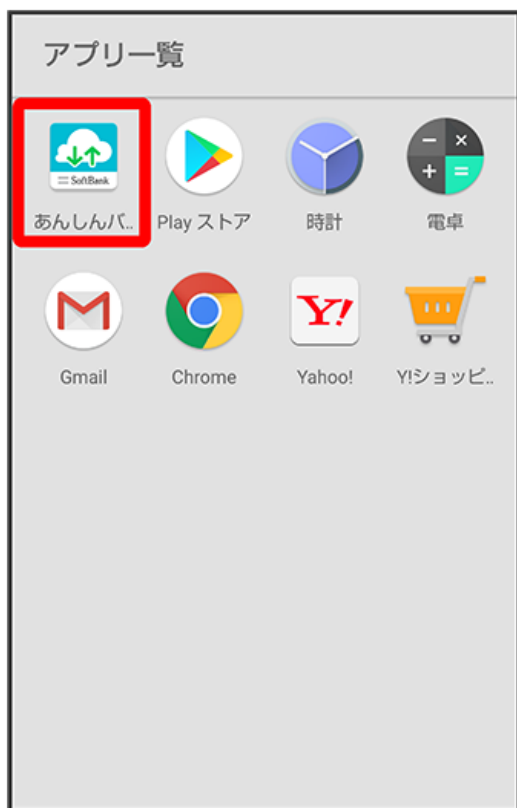 アプリ一覧
SoftBank
あんしんバ..
Play ストア
時計
電卓
Y!
Gmail
Chrome
Yahoo!
Y!ショッピ..